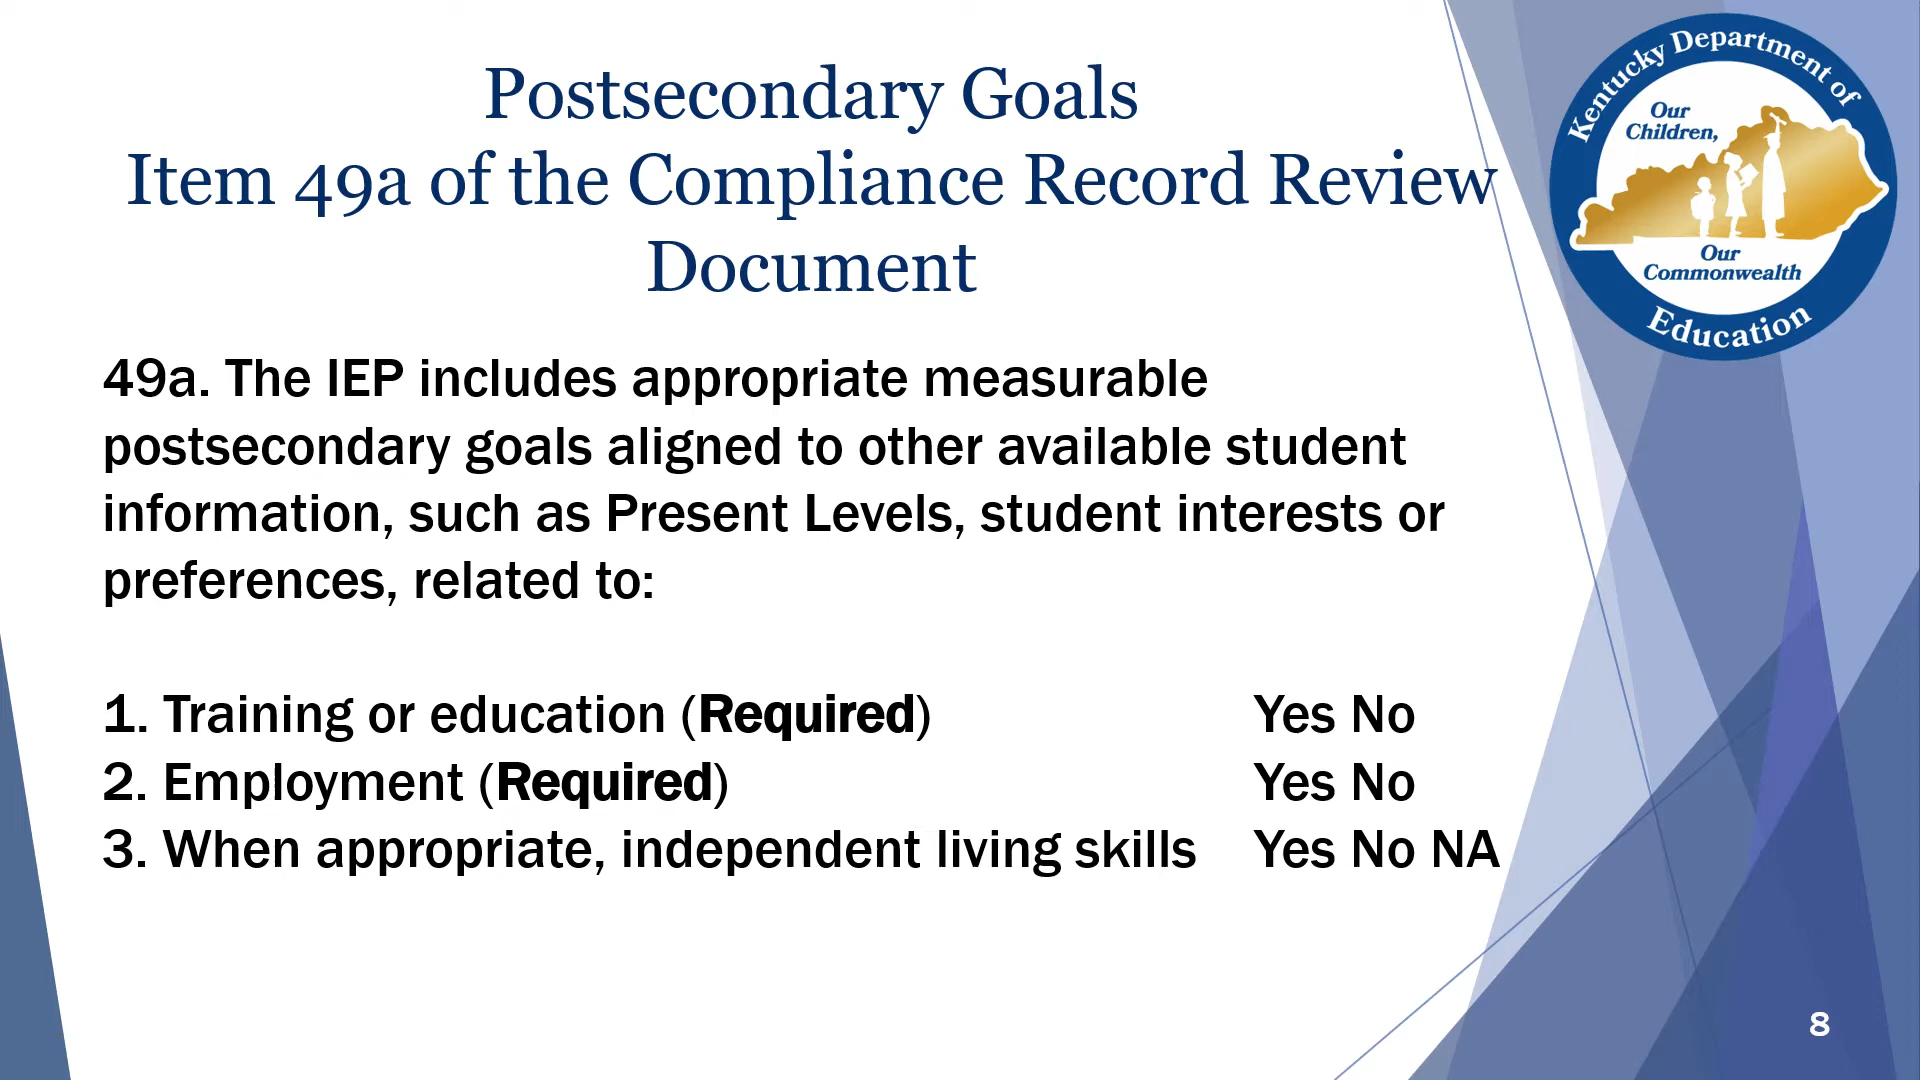 Postsecondary Goals
Item 49a of the Compliance Record Review
Document
Kentucky Department of
Our
Children,
Our
Commonwealth
Education
49a. The IEP includes appropriate measurable
postsecondary goals aligned to other available student
information, such as Present Levels, student interests or
preferences, related to:
1. Training or education (Required) Yes No
2. Employment (Required) Yes No
3. When appropriate, independent living skills Yes No NA
8